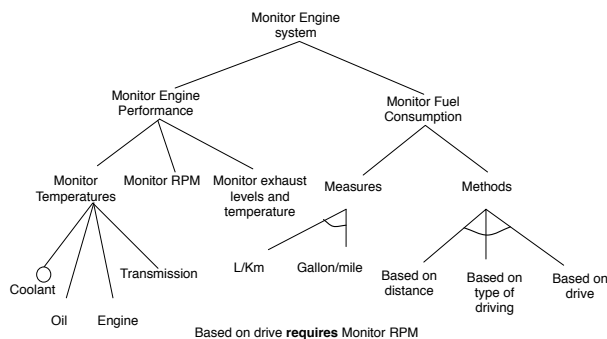 Monitor Engine
system
Monitor Engine
Performance
Monitor Fuel
Consumption
Monitor
Temperatures
Monitor RPM
Monitor exhaust
levels and
temperature
Measures
Methods
Coolant
Oil
Engine
Transmission
L/Km
Gallon/mile
Based on
distance
Based on
type of
driving
Based on
drive
Based on drive requires Monitor RPM